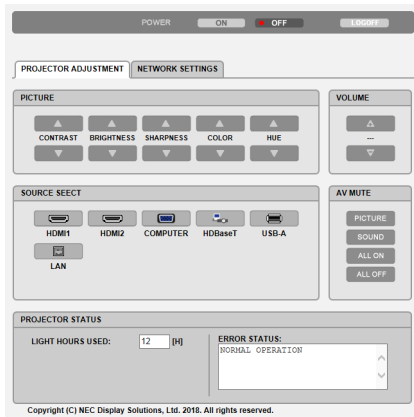 POWER ON OFF LOGOFF
PROJECTOR ADJUSTMENT NETWORK SETTINGS
PICTURE VOLUME
CONTRAST BRIGHTNESS SHARPNESS COLOR HUE ---
SOURCE SEECT AV MUTE
PICTURE
HDMI1 HDMI2 COMPUTER HDBaseT USB-A SOUND
LAN ALL ON
ALL OFF
PROJECTOR STATUS
LIGHT HOURS USED: 12 [H] ERROR STATUS:
NORMAL OPERATION
Copyright (C) NEC Display Solutions, Ltd. 2018. All rights reserved.